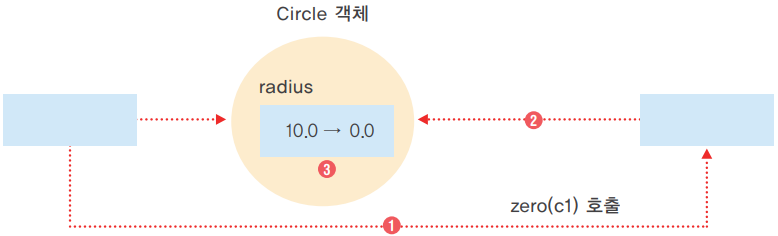 Circle 객체
radius
10.0 → 0.0
3
2
zero(c1) 호출
1